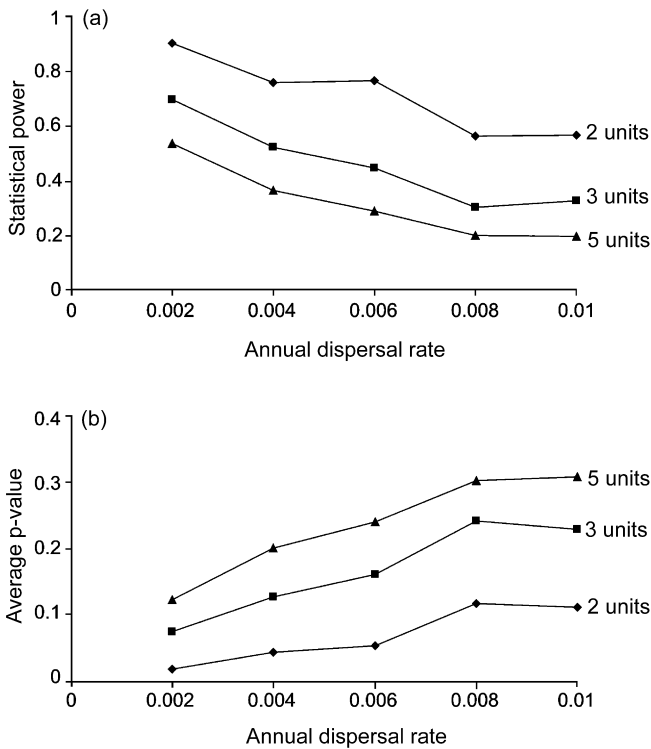 (a)
1
0.8
0.6
0.4
0.2
0
Statistical power
2 units
3 units
5 units
0 0.002 0.004 0.006 0.008 0.01
Annual dispersal rate
(b)
0.4
0.3
0.2
0.1
0
Average p-value
5 units
3 units
2 units
0 0.002 0.004 0.006 0.008 0.01
Annual dispersal rate